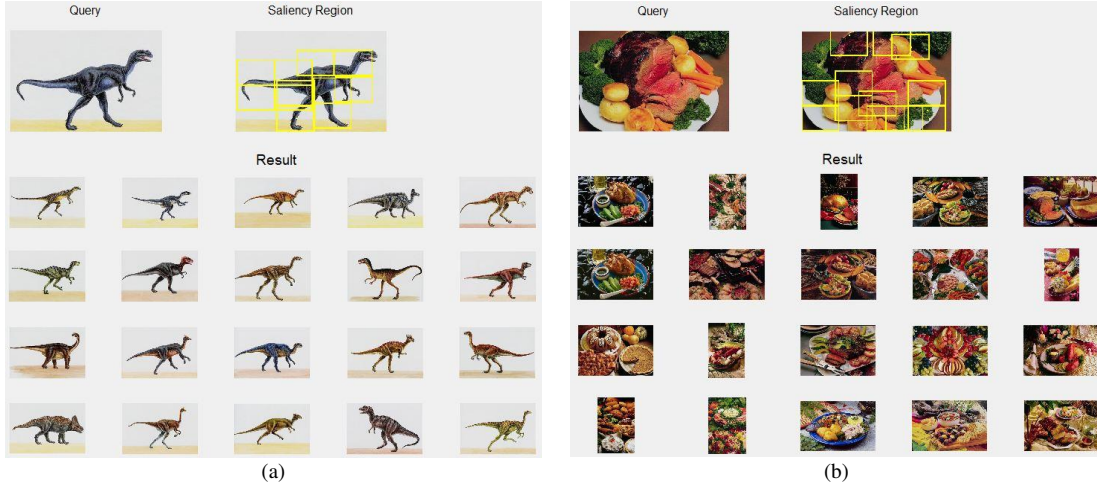 Query
Saliency Region
Result
(a)
Query
Saliency Region
Result
(b)